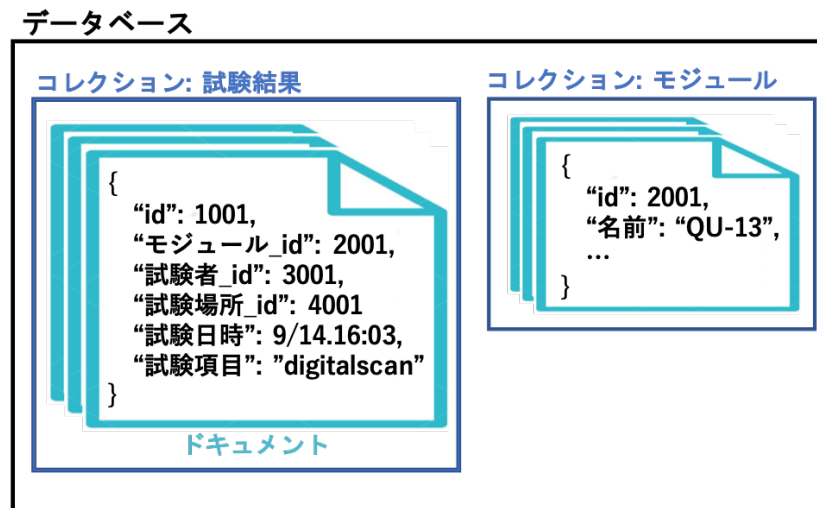 データベース
コレクション: 試験結果
{
“id”: 1001,
“モジュール_id”: 2001,
“試験者_id”: 3001,
“試験場所_id”: 4001
“試験日時”: 9/14.16:03,
“試験項目”: ”digitalscan”
}
ドキュメント
コレクション: モジュール
{
“id”: 2001,
“名前”: “QU-13”,
...
}